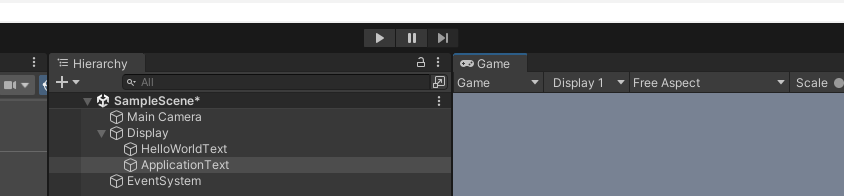 Hierarchy
Game
All
Game Display 1 Free Aspect Scale
SampleScene*
Main Camera
Display
HelloWorldText
ApplicationText
EventSystem